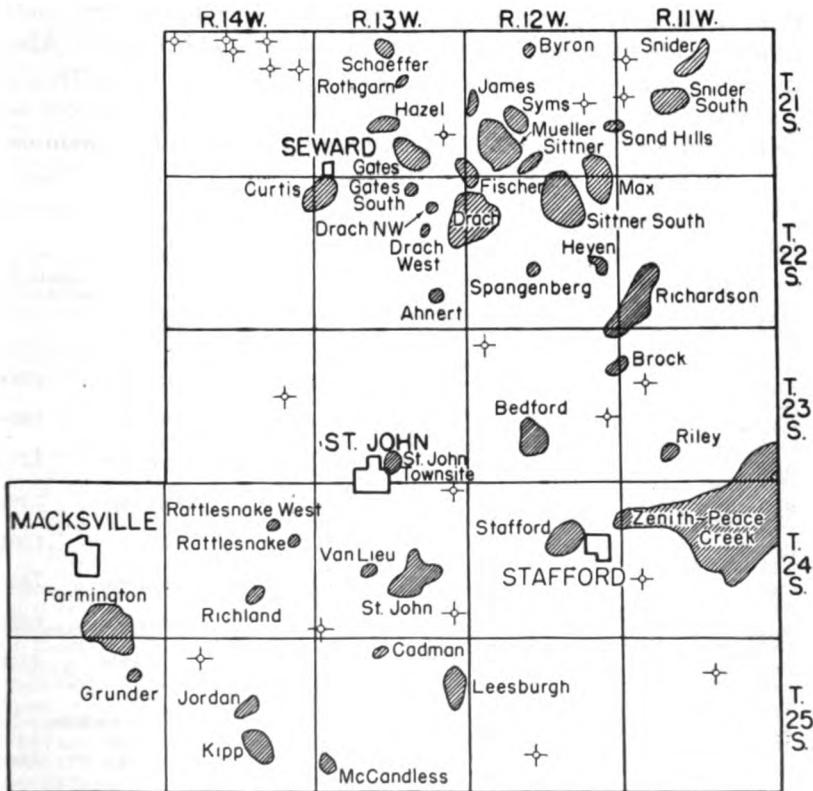 R.14W. R.13W. R.12W. R.11W.
Schaeffer
Byron
Snider
Rothgarn
James
Snider
South
Hazel
Syms
Mueller
Sittner
Sand Hills
T.
21
S.
SEWARD
Gates
Fischer
Max
Curtis
Gates
South
Drach
Sittner South
Drach NW
Drach
West
Heyen
T.
22
S.
Spangenberg
Richardson
Ahnert
Brock
Bedford
T.
23
S.
ST. JOHN
St. John
Townsite
Riley
MACKSVILLE
Rattlesnake West
Stafford
Zenith-Peace
Creek
Rattlesnake
Van Lieu
STAFFORD
T.
24
S.
Farmington
Richland
St. John
Cadman
Grunder
Leesburgh
Jordan
T.
25
S.
Kipp
McCandless